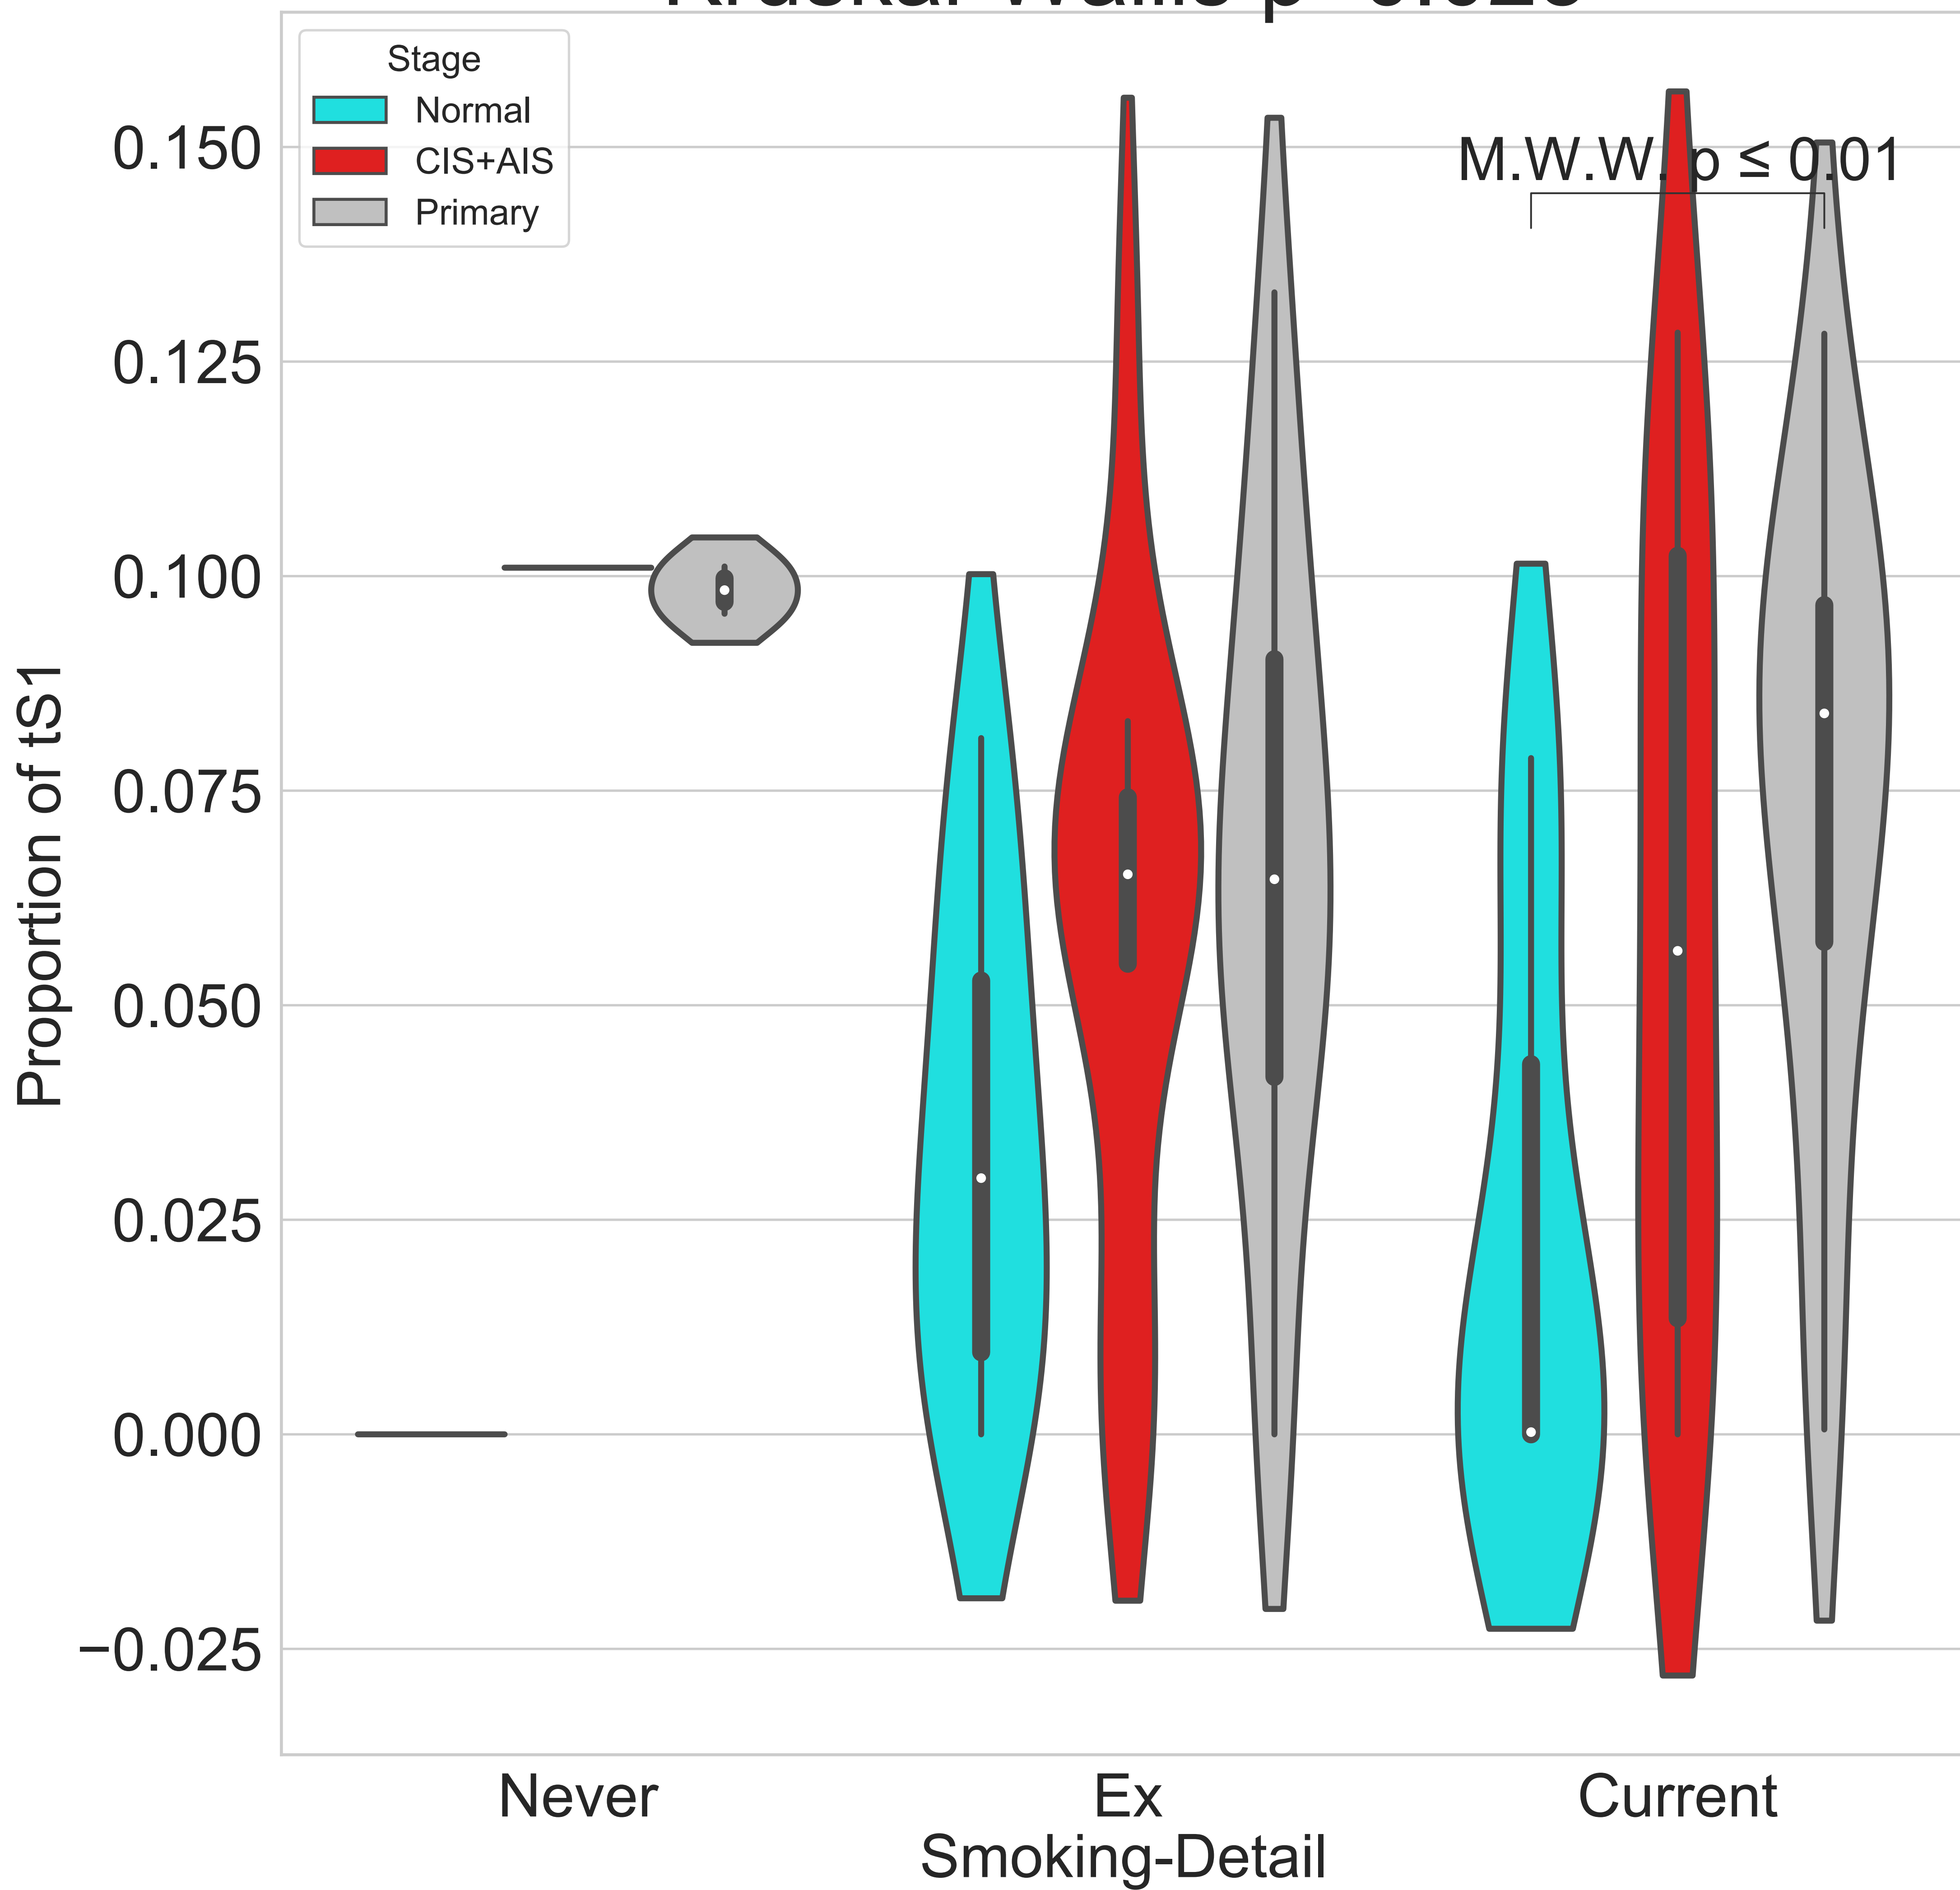 Stage
Normal
CIS+AIS
Primary
M.W.W. p ≤ 0.01
0.150
0.125
0.100
0.075
0.050
0.025
0.000
−0.025
Proportion of tS1
Never
Ex
Current
Smoking-Detail